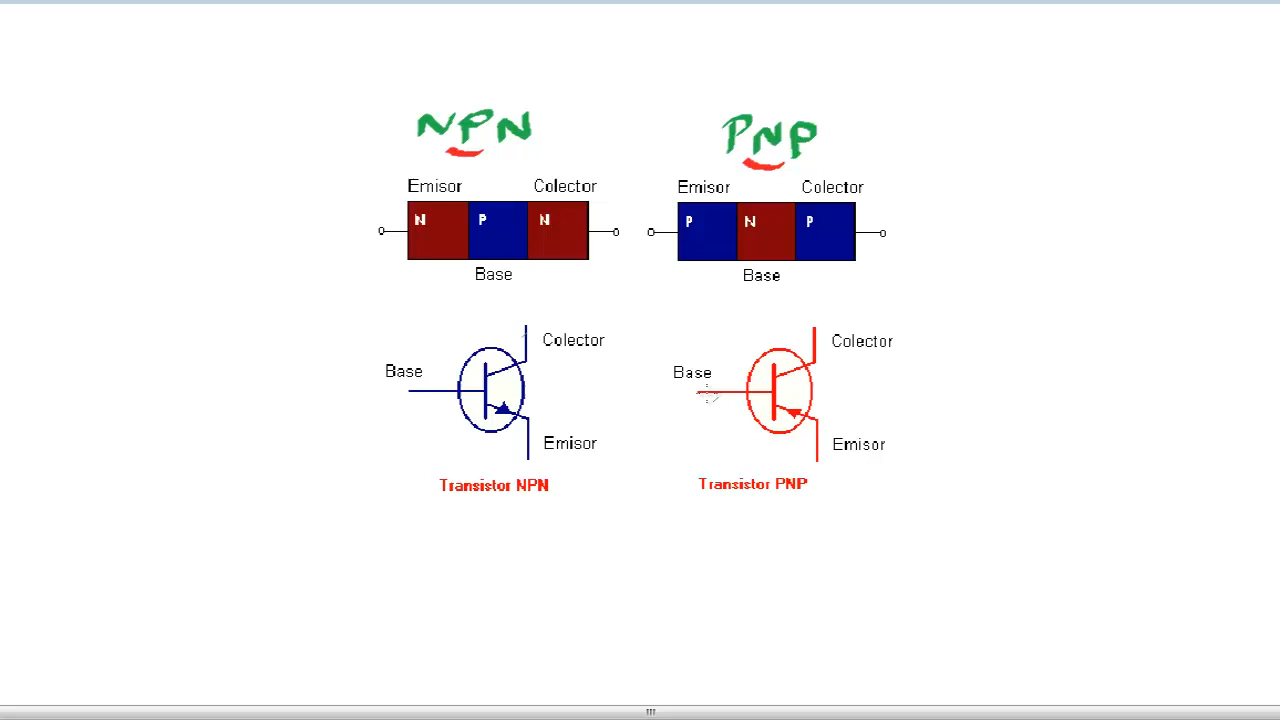 NPN
PNP
Emisor Colector
Emisor Colector
N P N
P N P
Base
Base
Colector
Colector
Base
Base
Emisor
Emisor
Transistor NPN
Transistor PNP